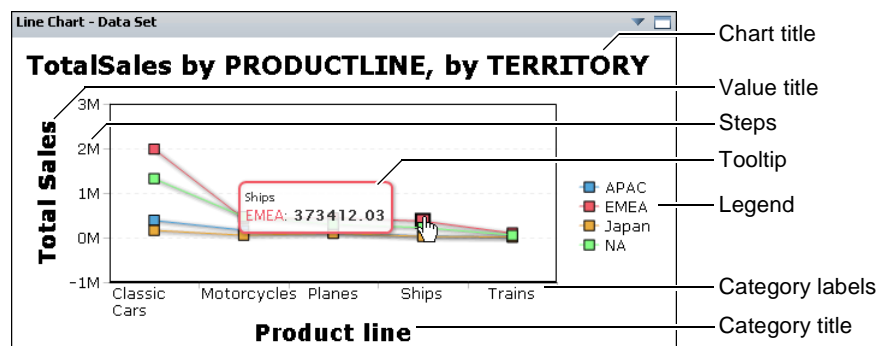 Line Chart - Data Set
Chart title
TotalSales by PRODUCTLINE, by TERRITORY
Value title
3M
Steps
Total Sales
2M
Tooltip
1M
Ships
EMEA: 373412.03
APAC
EMEA
Japan
NA
Legend
0M
-1M
Classic Cars
Motorcycles
Planes
Ships
Trains
Category labels
Product line
Category title